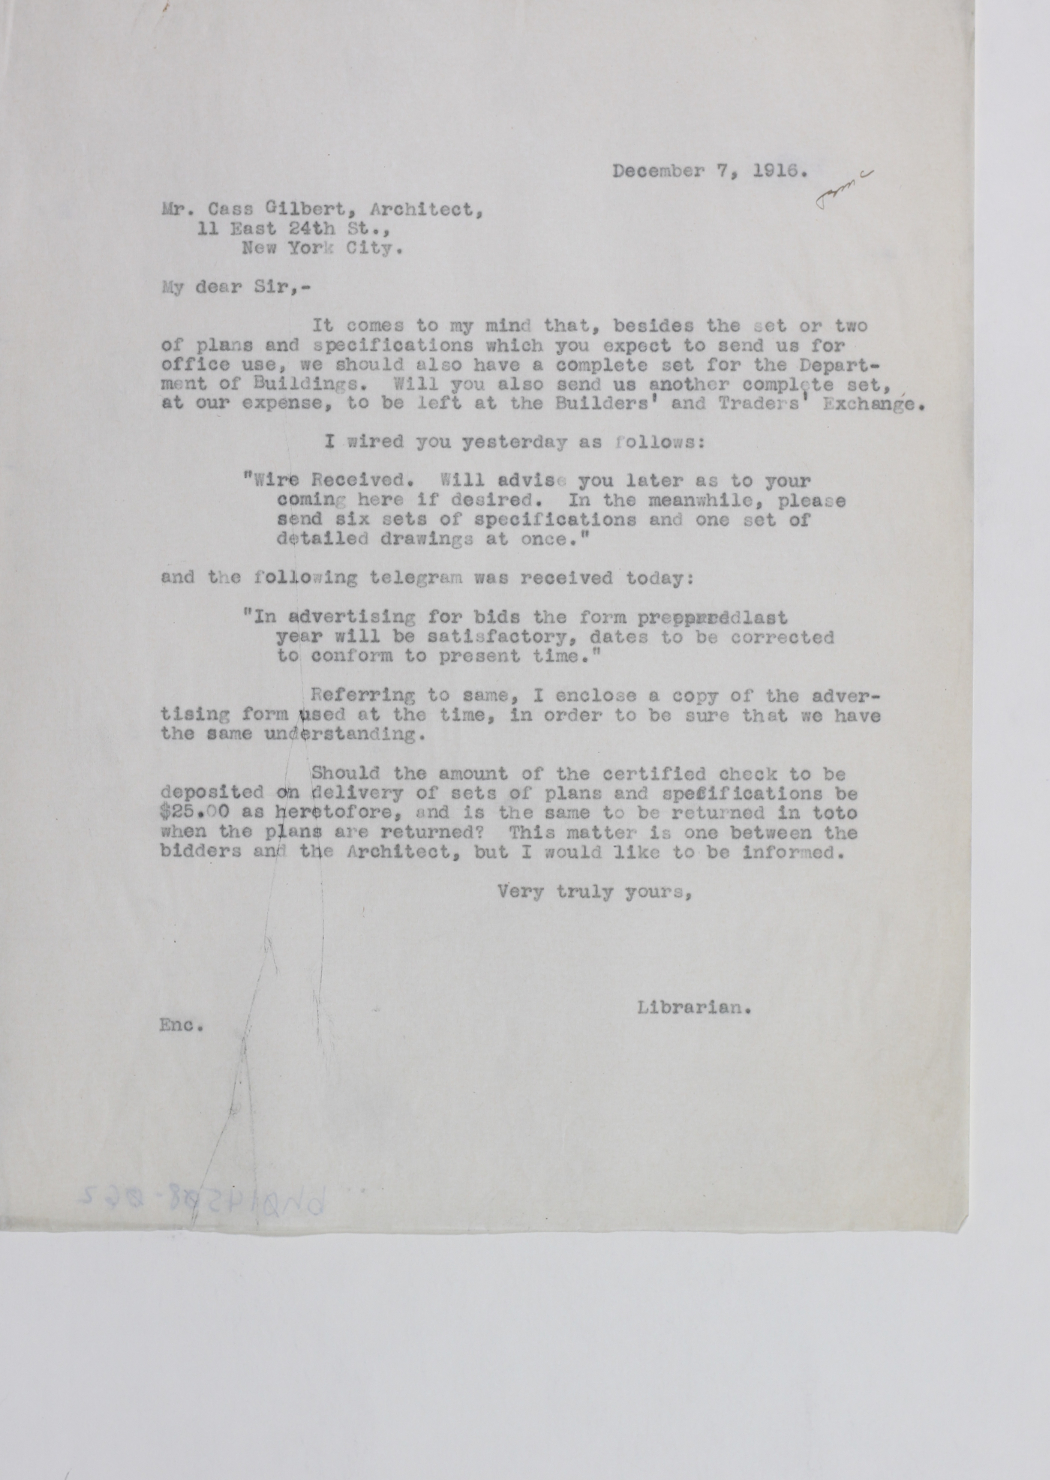 December 7, 1916.
Mr. Cass Gilbert, Architect,
11 East 24th St.,
New York City.
My dear Sir,-
It comes to my mind that, besides the set or two
of plans and specifications which you expect to send us for
office use, we should also have a complete set for the Depart-
ment of Buildings. Will you also send us another complete set,
at our expense, to be left at the Builders' and Traders' Exchange.
I wired you yesterday as follows:
"Wire Received. Will advise you later as to your
coming here if desired. In the meanwhile, please
send six sets of specifications and one set of
detailed drawings at once."
and the following telegram was received today:
"In advertising for bids the form preppared last
year will be satisfactory, dates to be corrected
to conform to present time."
Referring to same, I enclose a copy of the adver-
tising form used at the time, in order to be sure that we have
the same understanding.
Should the amount of the certified check to be
deposited on delivery of sets of plans and specifications be
$25.00 as heretofore, and is the same to be returned in toto
when the plans are returned? This matter is one between the
bidders and the Architect, but I would like to be informed.
Very truly yours,
Librarian.
Enc.